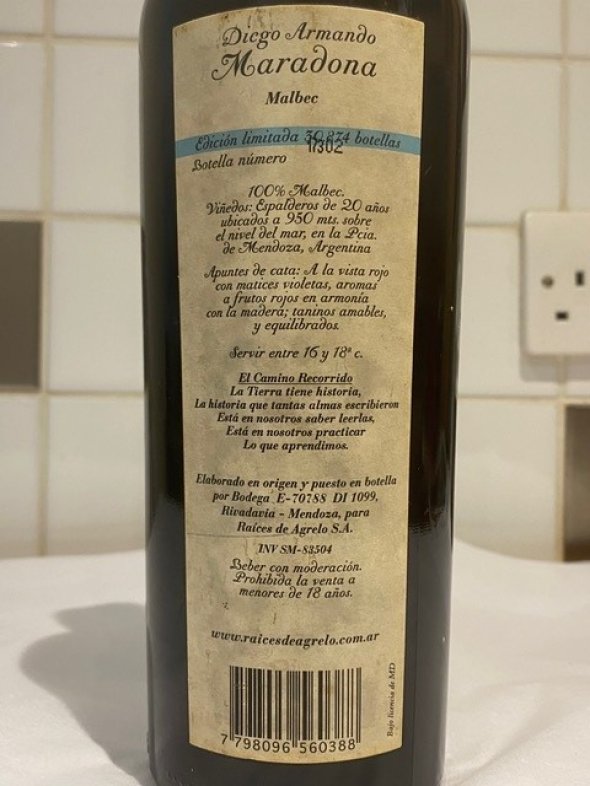 Diego Armando
Maradona
Malbec
Edición limitada 30.874 botellas
11302
Botella número
100% Malbec.
Viñedos: Espalderos de 20 años
ubicados a 950 mts. sobre
el nivel del mar, en la Pcia.
de Mendoza, Argentina
Apuntes de cata: A la vista rojo
con matices violetas, aromas
a frutos rojos en armonía
con la madera; taninos amables,
y equilibrados.
Servir entre 16 y 18ª c.
El Camino Recorrido
La Tierra tiene historia,
La historia que tantas almas escribieron
Está en nosotros saber leerlas,
Está en nosotros practicar
Lo que aprendimos.
Elaborado en origen y puesto en botella
por Bodega E-70788 DI 1099,
Rivadavia - Mendoza, para
Raíces de Agrelo S.A.
INV SM-83504
Beber con moderación.
Prohibida la venta a
menores de 18 años.
www.raicesdeagrelo.com.ar
Bajo licencia de MD
7 798096 560388